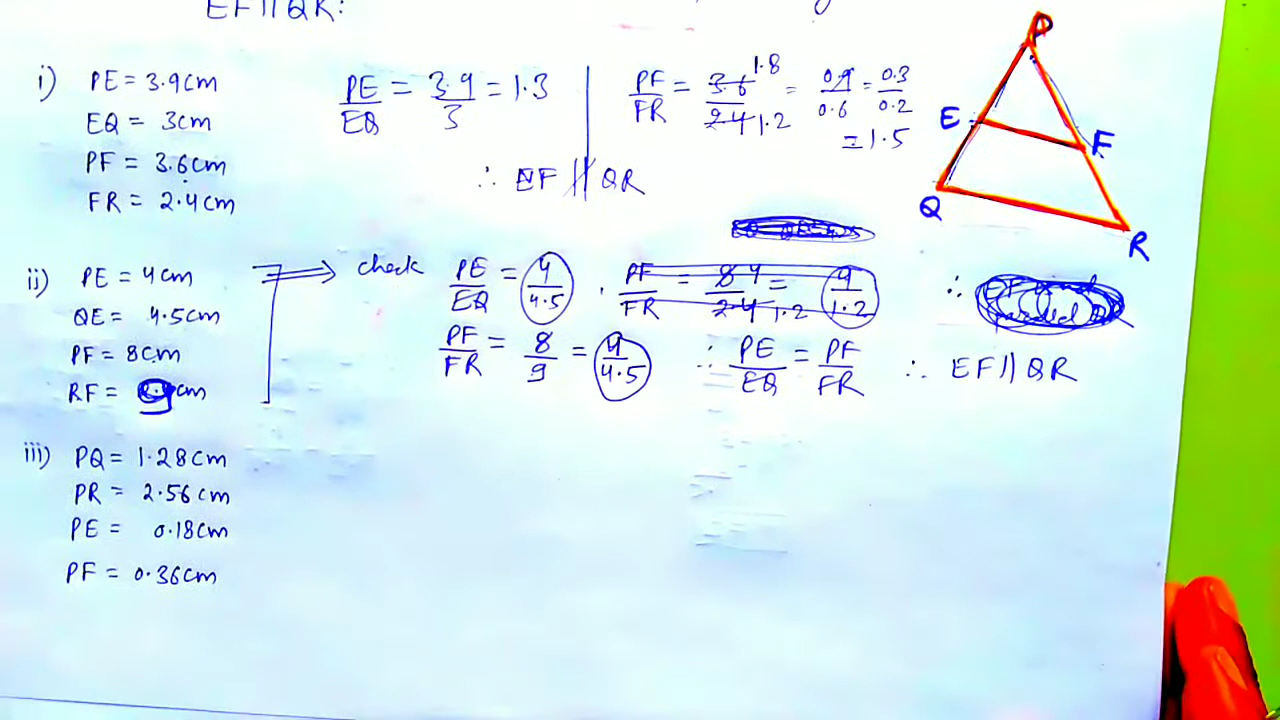 EF || QR:
i) PE = 3.9cm
EQ = 3cm
PF = 3.6cm
FR = 2.4cm
PE/EQ = 3.9/3 = 1.3
PF/FR = 3.6/2.4 1.8/1.2 = 0.9/0.6 = 0.3/0.2
= 1.5
∴ EF ∦ QR
P
E
F
Q
R
ii) PE = 4cm
QE = 4.5cm
PF = 8cm
RF = 9cm
check PE/EQ = 4/4.5 , PF/FR = 8/2.4 4/1.2 = 4/1.2
PF/FR = 8/9 = 4/4.5 ∴ PE/EQ = PF/FR ∴ EF || QR
iii) PQ = 1.28cm
PR = 2.56cm
PE = 0.18cm
PF = 0.36cm